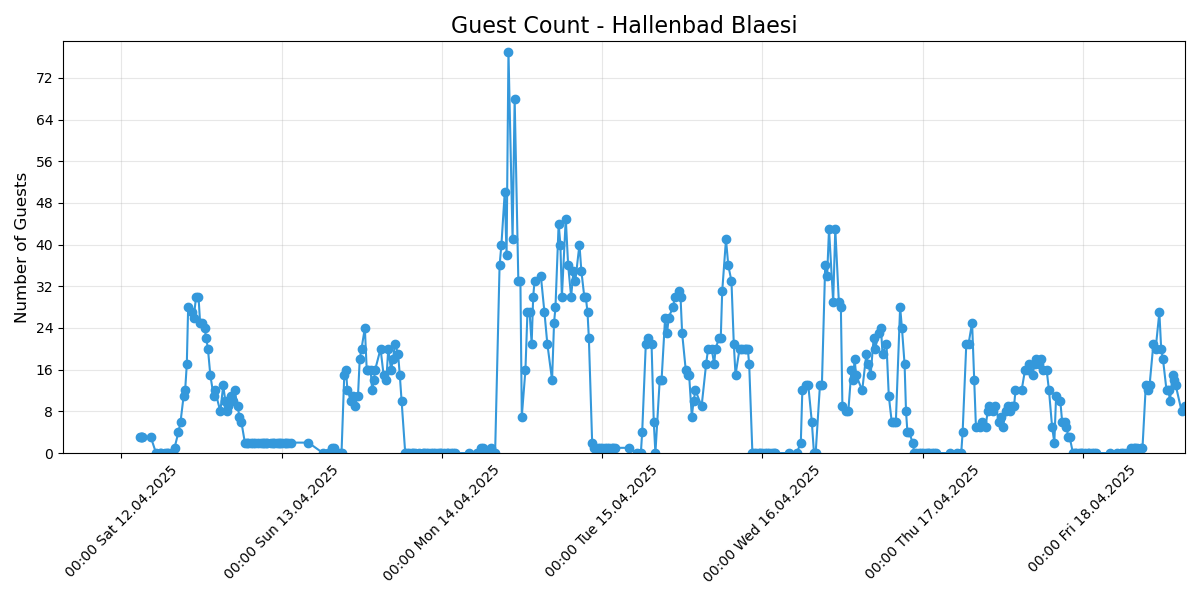 Guest Count - Hallenbad Blaesi
Number of Guests
72
64
56
48
40
32
24
16
8
0
00:00 Sat 12.04.2025
00:00 Sun 13.04.2025
00:00 Mon 14.04.2025
00:00 Tue 15.04.2025
00:00 Wed 16.04.2025
00:00 Thu 17.04.2025
00:00 Fri 18.04.2025